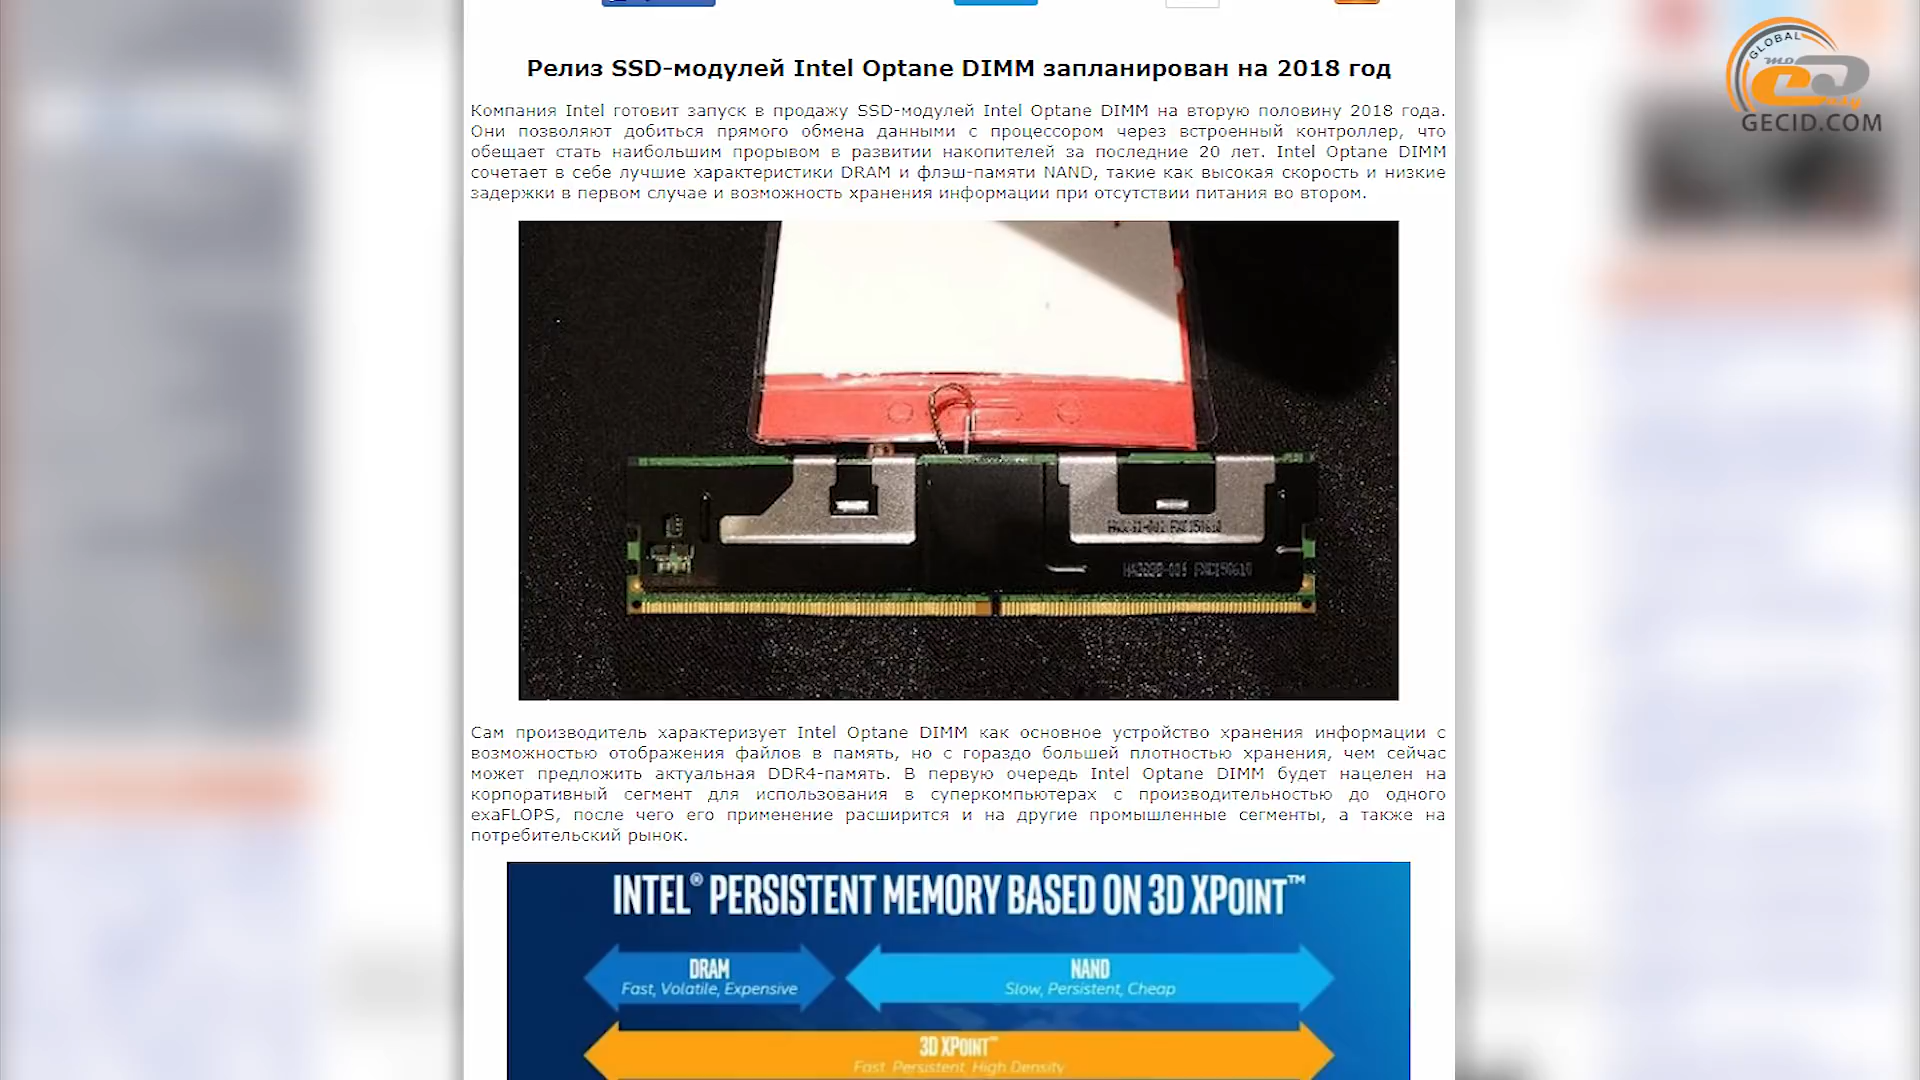 Релиз SSD-модулей Intel Optane DIMM запланирован на 2018 год
Компания Intel готовит запуск в продажу SSD-модулей Intel Optane DIMM на вторую половину 2018 года.
Они позволяют добиться прямого обмена данными с процессором через встроенный контроллер, что
обещает стать наибольшим прорывом в развитии накопителей за последние 20 лет. Intel Optane DIMM
сочетает в себе лучшие характеристики DRAM и флэш-памяти NAND, такие как высокая скорость и низкие
задержки в первом случае и возможность хранения информации при отсутствии питания во втором.
Сам производитель характеризует Intel Optane DIMM как основное устройство хранения информации с
возможностью отображения файлов в память, но с гораздо большей плотностью хранения, чем сейчас
может предложить актуальная DDR4-память. В первую очередь Intel Optane DIMM будет нацелен на
корпоративный сегмент для использования в суперкомпьютерах с производительностью до одного
exaFLOPS, после чего его применение расширится и на другие промышленные сегменты, а также на
потребительский рынок.
INTEL® PERSISTENT MEMORY BASED ON 3D XPOINT™
DRAM
Fast, Volatile, Expensive
NAND
Slow, Persistent, Cheap
3D XPOINT™
Fast, Persistent, High Density
GLOBAL
GECID.COM